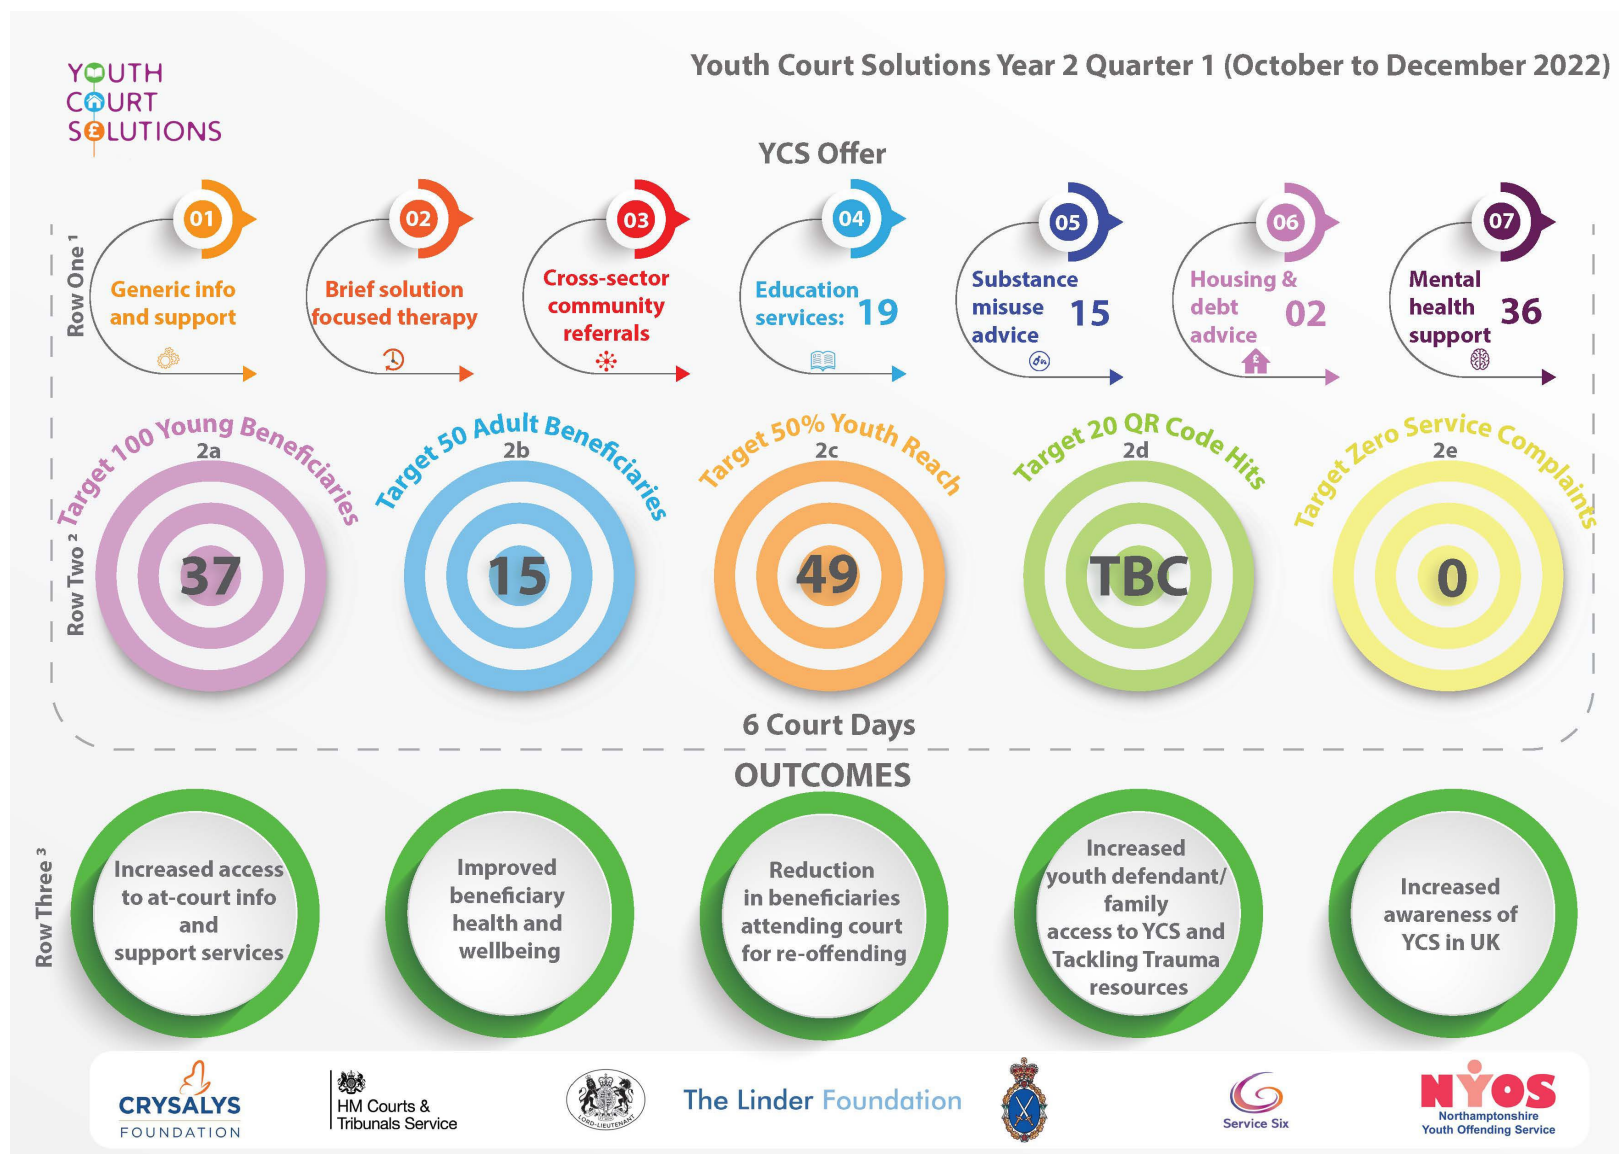 YOUTH
COURT
SOLUTIONS
Youth Court Solutions Year 2 Quarter 1 (October to December 2022)
YCS Offer
Row One 1
01
Generic info
and support
02
Brief solution
focused therapy
03
Cross-sector
community
referrals
04
Education
services: 19
05
Substance
misuse 15
advice
06
Housing &
debt 02
advice
£
07
Mental
health 36
support
Row Two 2
Target 100 Young Beneficiaries
2a
37
Target 50 Adult Beneficiaries
2b
15
Target 50% Youth Reach
2c
49
Target 20 QR Code Hits
2d
TBC
Target Zero Service Complaints
2e
0
6 Court Days
OUTCOMES
Row Three 3
Increased access
to at-court info
and
support services
Improved
beneficiary
health and
wellbeing
Reduction
in beneficiaries
attending court
for re-offending
Increased
youth defendant/
family
access to YCS and
Tackling Trauma
resources
Increased
awareness of
YCS in UK
CRYSALYS
FOUNDATION
HM Courts &
Tribunals Service
LORD-LIEUTENANT
The Linder Foundation
Service Six
NYOS
Northamptonshire
Youth Offending Service